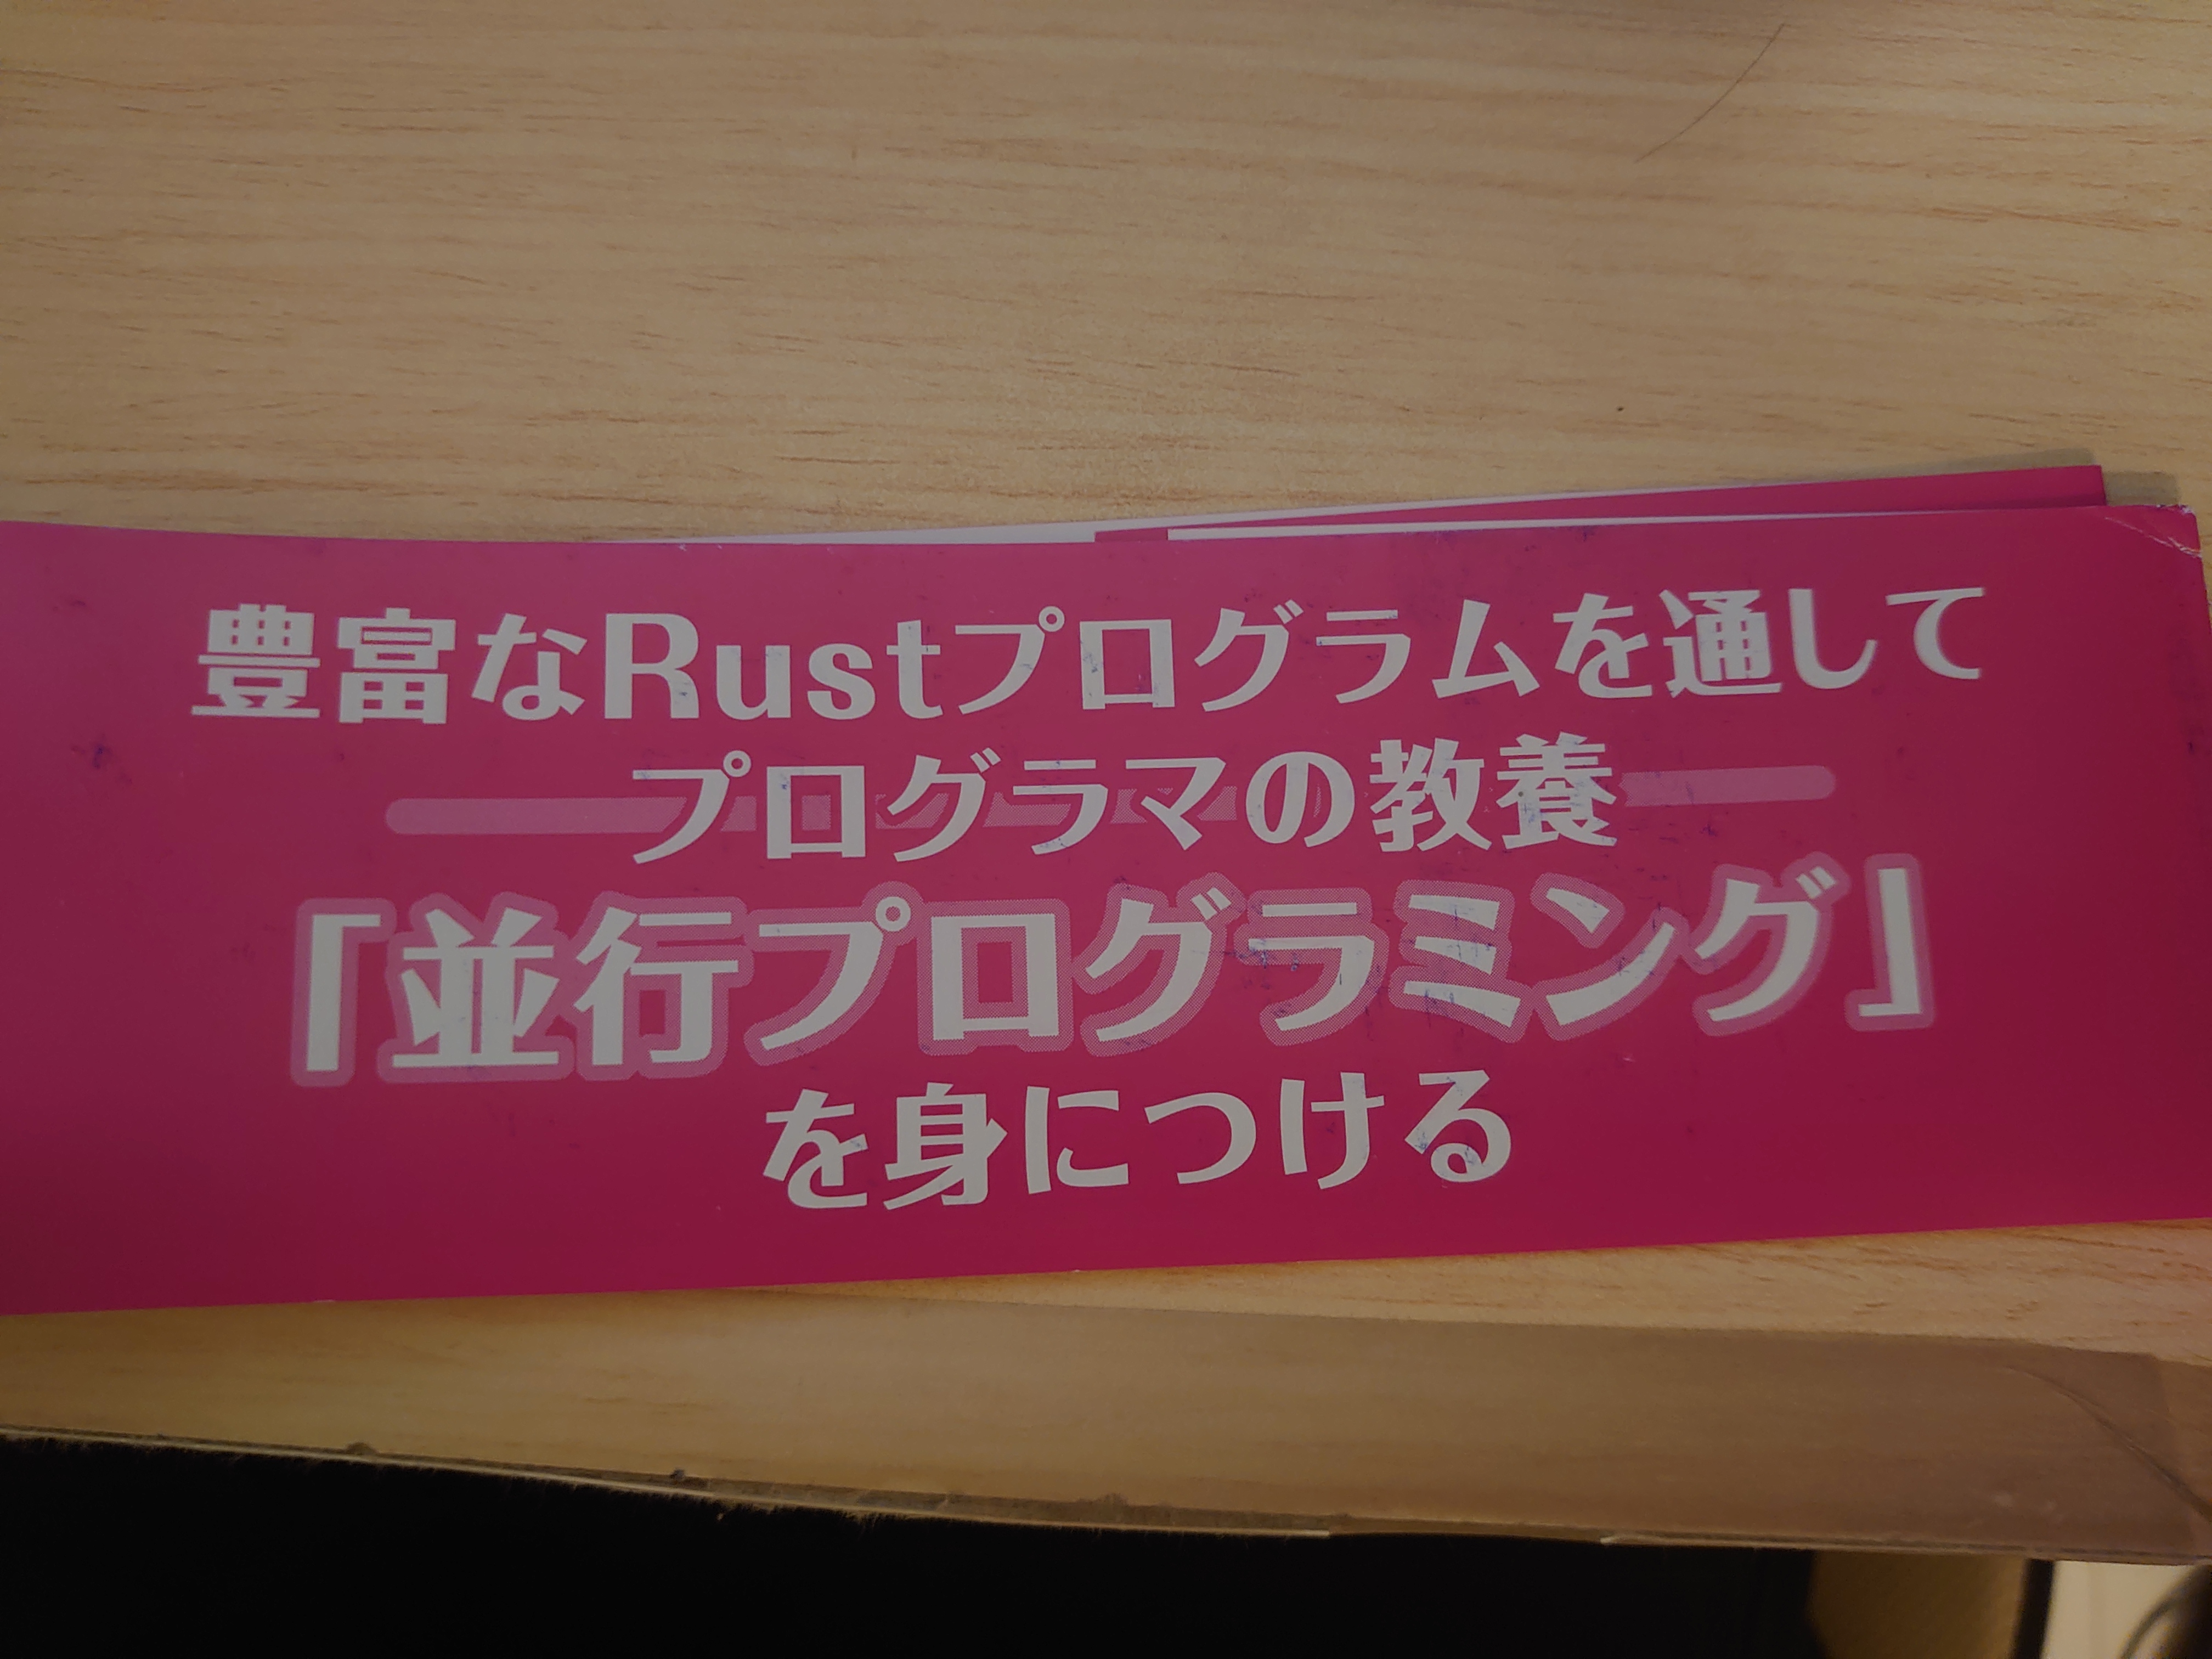 豊富なRustプログラムを通して
プログラマの教養
「並行プログラミング」
を身につける